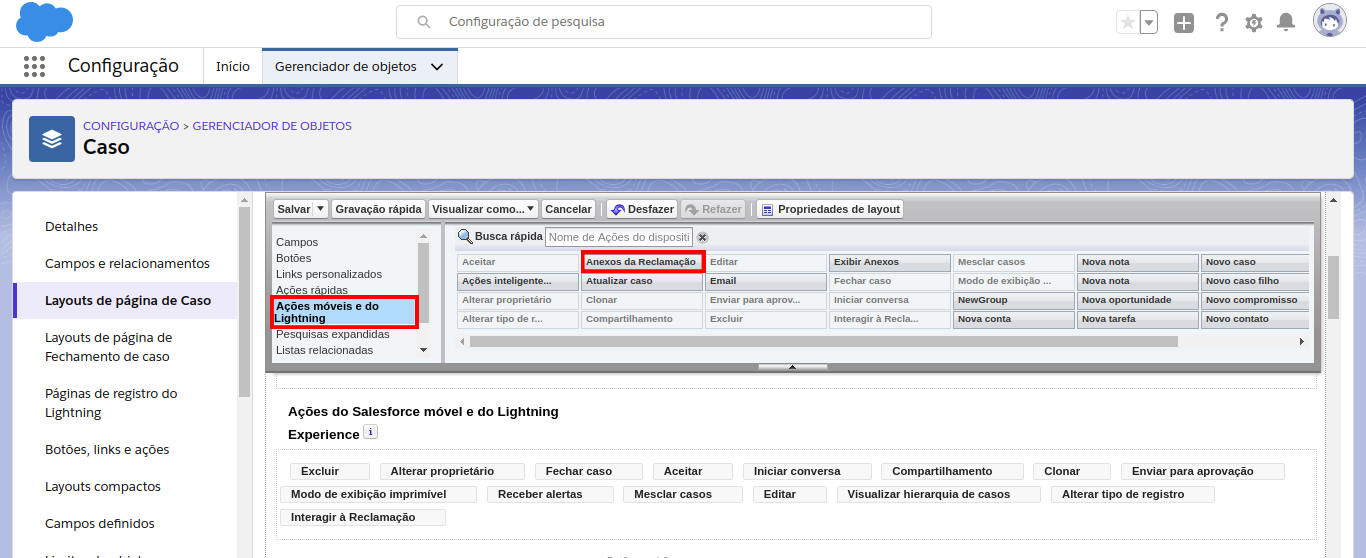 Configuração de pesquisa
Configuração Início Gerenciador de objetos
CONFIGURAÇÃO > GERENCIADOR DE OBJETOS
Caso
Detalhes
Campos e relacionamentos
Layouts de página de Caso
Layouts de página de
Fechamento de caso
Páginas de registro do
Lightning
Botões, links e ações
Layouts compactos
Campos definidos
Salvar Gravação rápida Visualizar como... Cancelar Desfazer Refazer Propriedades de layout
Campos
Botões
Links personalizados
Ações rápidas
Ações móveis e do
Lightning
Pesquisas expandidas
Listas relacionadas
Busca rápida Nome de Ações do dispositi
Aceitar Anexos da Reclamação Editar Exibir Anexos Mesclar casos Nova nota Novo caso
Ações inteligente... Atualizar caso Email Fechar caso Modo de exibição ... Nova nota Novo caso filho
Alterar proprietário Clonar Enviar para aprov... Iniciar conversa NewGroup Nova oportunidade Novo compromisso
Alterar tipo de r... Compartilhamento Excluir Interagir à Recla... Nova conta Nova tarefa Novo contato
Ações do Salesforce móvel e do Lightning
Experience i
Excluir Alterar proprietário Fechar caso Aceitar Iniciar conversa Compartilhamento Clonar Enviar para aprovação
Modo de exibição imprimível Receber alertas Mesclar casos Editar Visualizar hierarquia de casos Alterar tipo de registro
Interagir à Reclamação